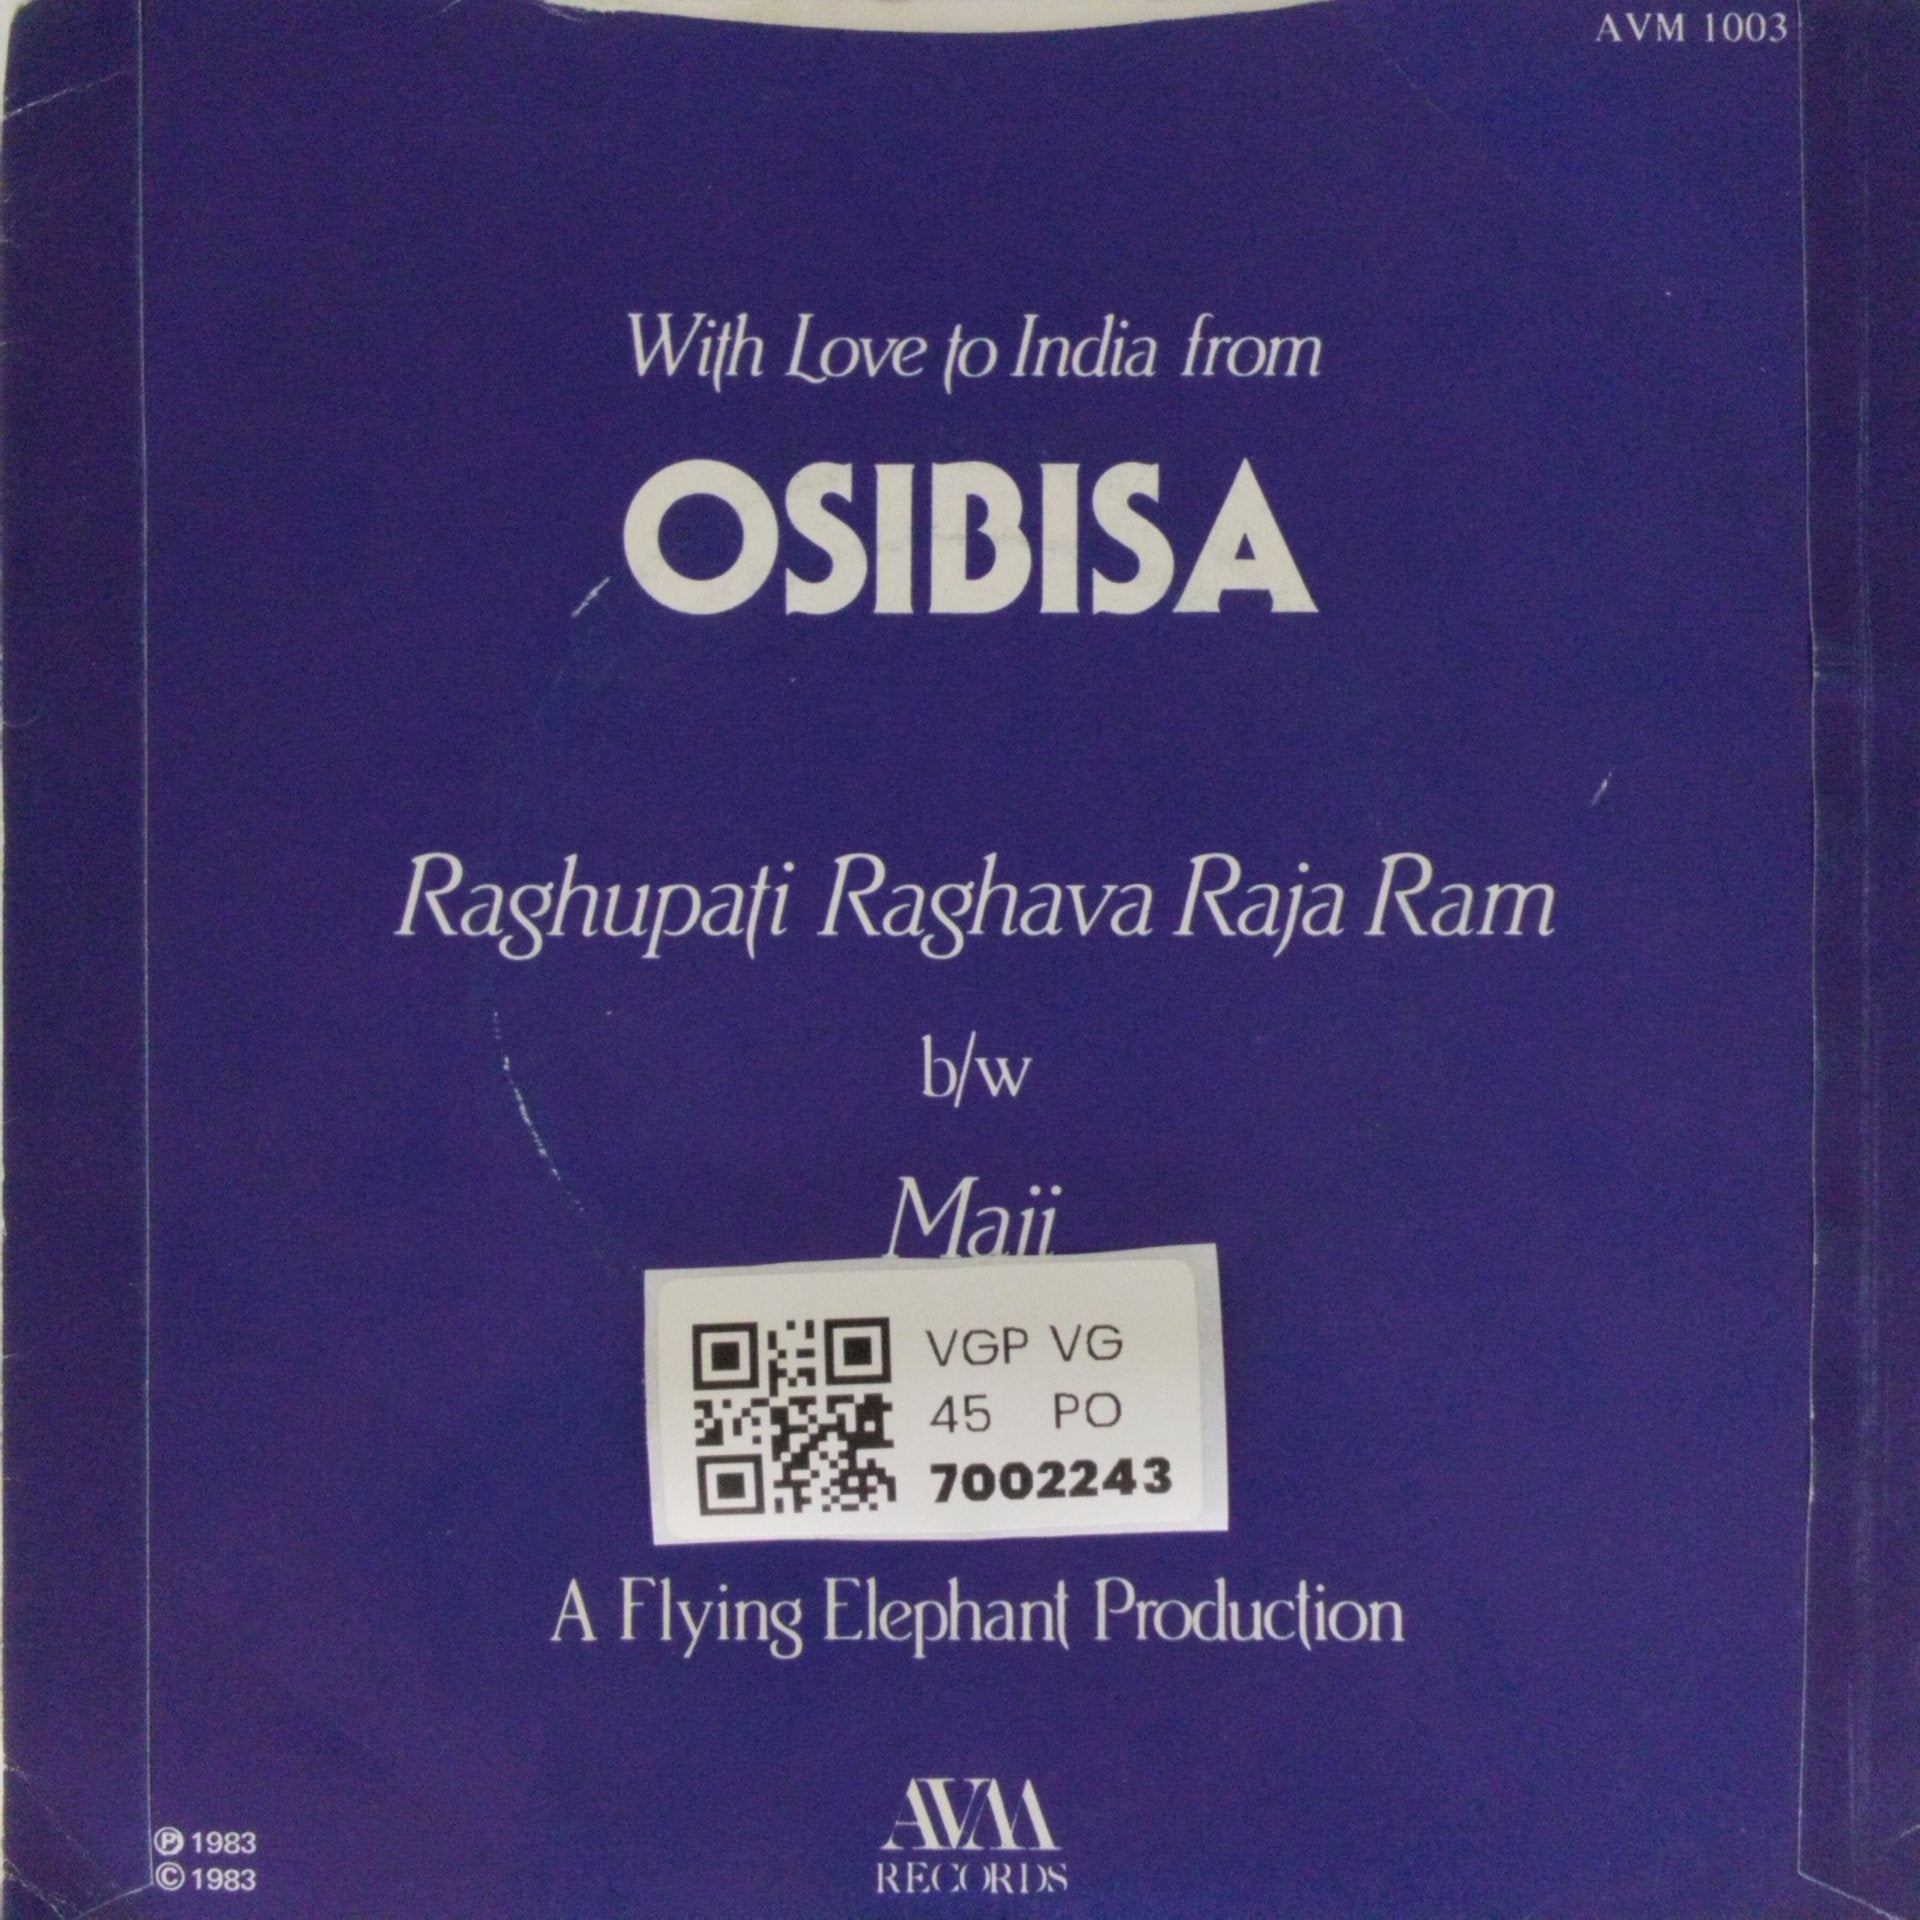 AVM 1003
With Love to India from
OSIBISA
Raghupati Raghava Raja Ram
b/w
Maji
VGP VG
45 PO
7002243
A Flying Elephant Production
AVM
RECORDS
℗ 1983
© 1983